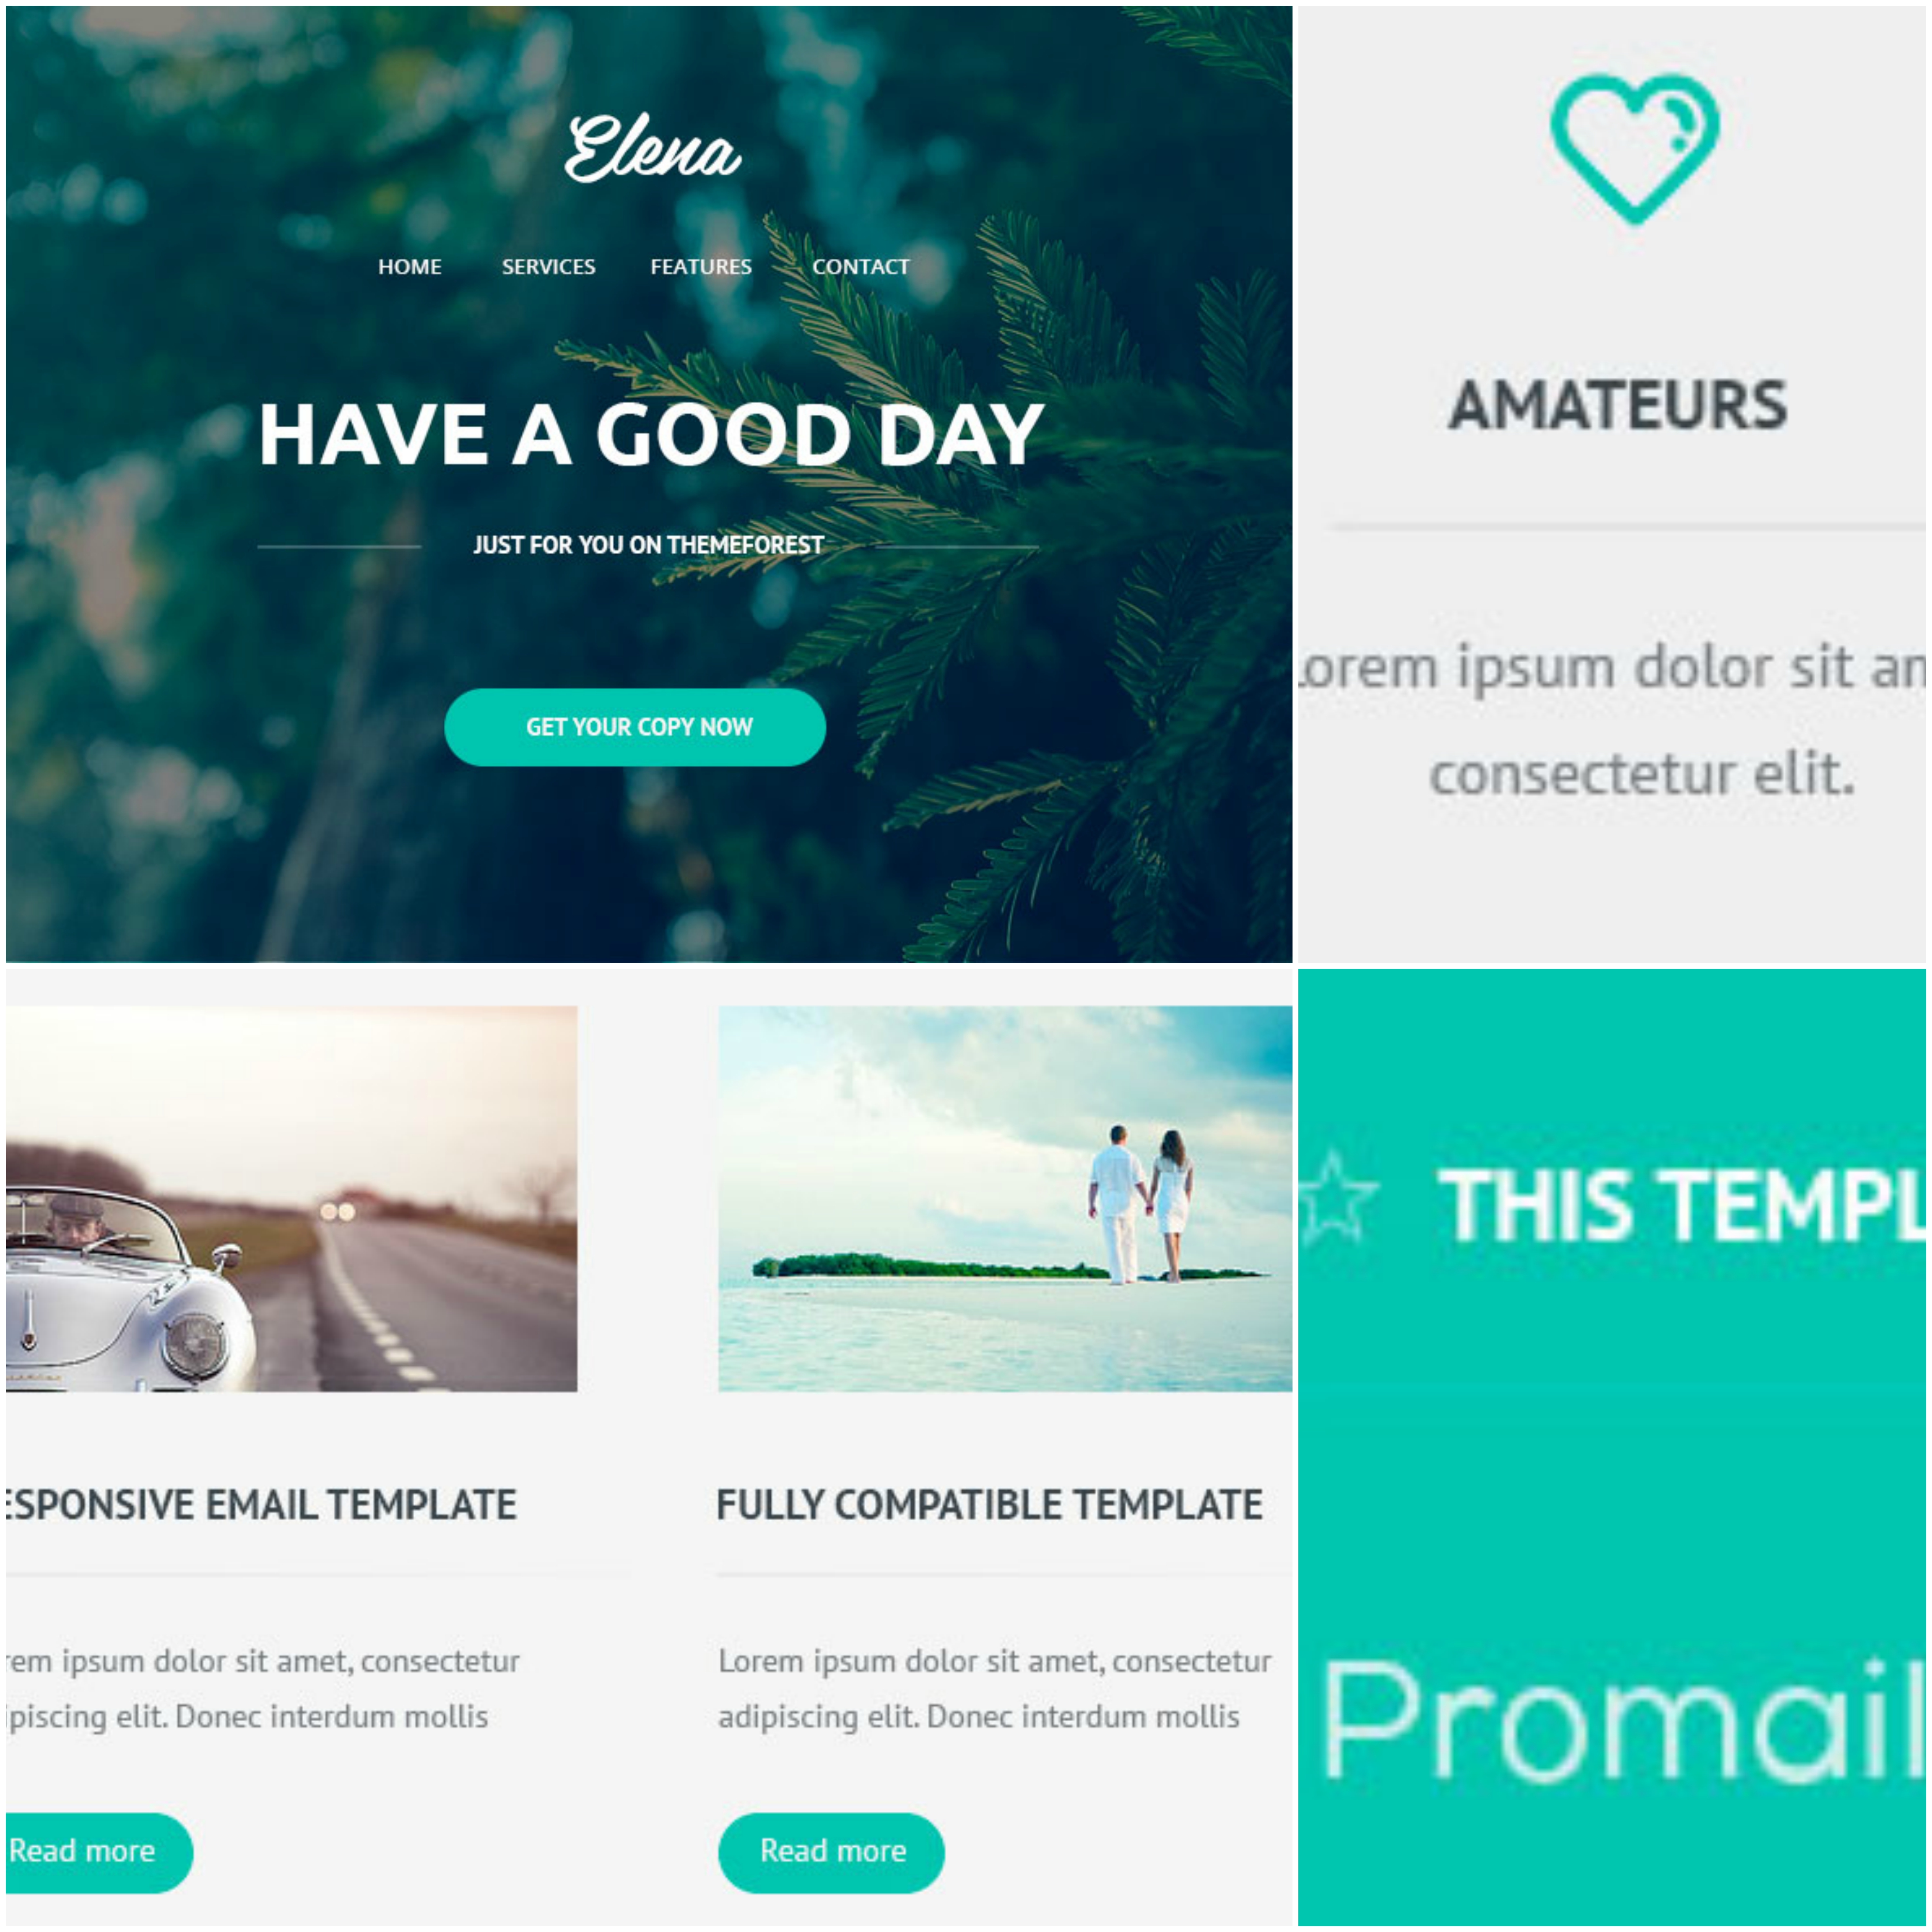 Elena
HOME SERVICES FEATURES CONTACT
HAVE A GOOD DAY
JUST FOR YOU ON THEMEFOREST
GET YOUR COPY NOW
AMATEURS
orem ipsum dolor sit am
consectetur elit.
ESPONSIVE EMAIL TEMPLATE
rem ipsum dolor sit amet, consectetur
ipiscing elit. Donec interdum mollis
Read more
FULLY COMPATIBLE TEMPLATE
Lorem ipsum dolor sit amet, consectetur
adipiscing elit. Donec interdum mollis
Read more
THIS TEMPL
Promail